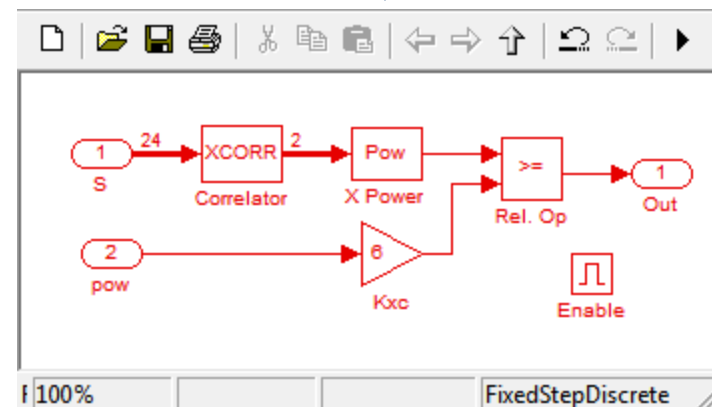 1
24
XCORR
2
Pow
>=
1
S
Correlator
X Power
Rel. Op
Out
2
6
pow
Kxc
Enable
100%
FixedStepDiscrete